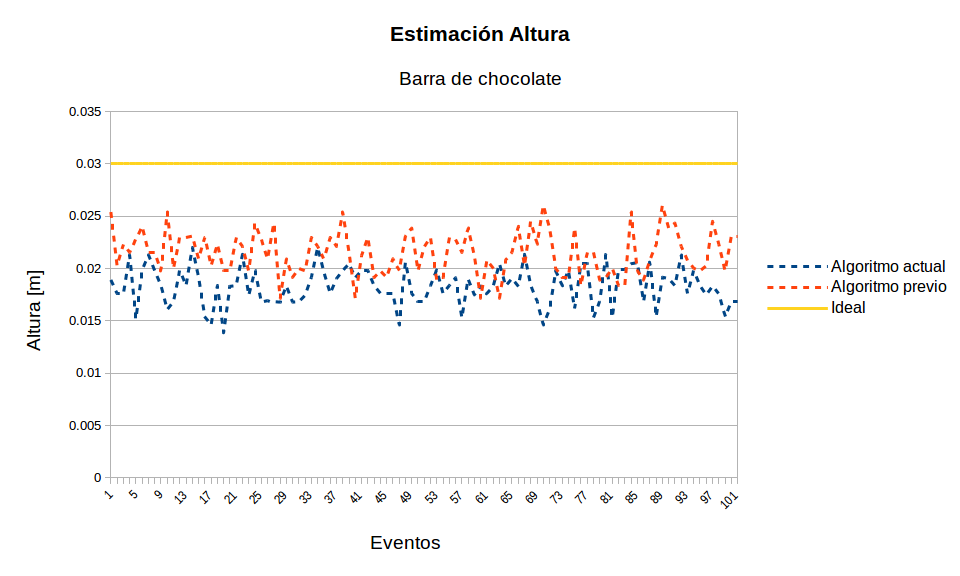 Estimación Altura
Barra de chocolate
0.035
0.03
0.025
0.02
0.015
0.01
0.005
0
Altura [m]
1 5 9 13 17 21 25 29 33 37 41 45 49 53 57 61 65 69 73 77 81 85 89 93 97 101
Eventos
Algoritmo actual
Algoritmo previo
Ideal